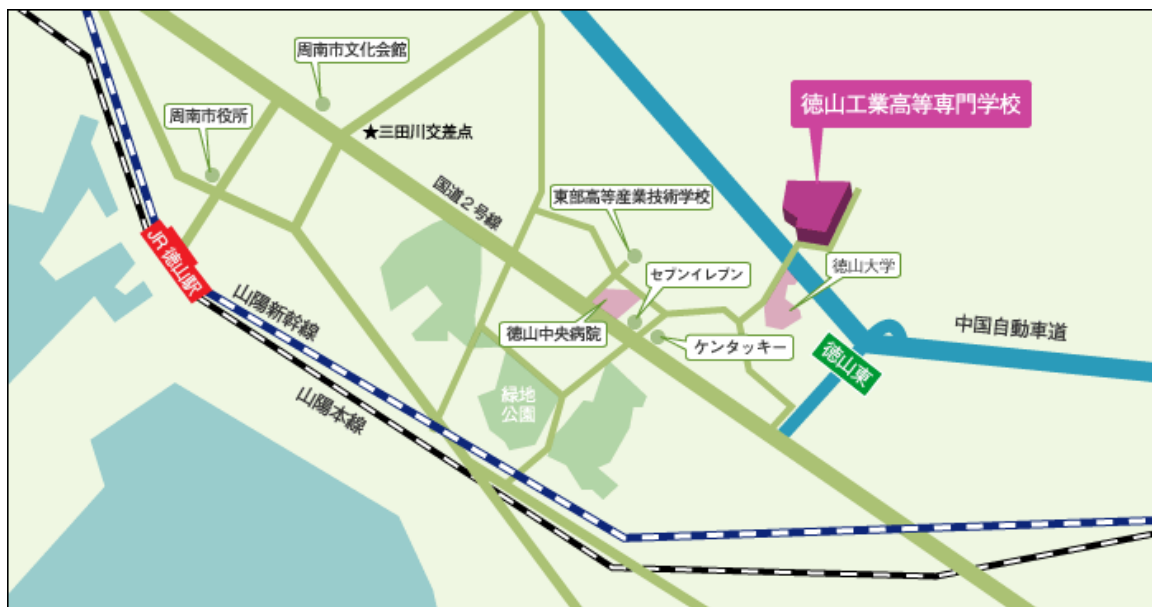 周南市文化会館
周南市役所
★三田川交差点
徳山工業高等専門学校
国道2号線
東部高等産業技術学校
セブンイレブン
徳山大学
JR 徳山駅
山陽新幹線
徳山中央病院
ケンタッキー
中国自動車道
徳山東
山陽本線
緑地
公園